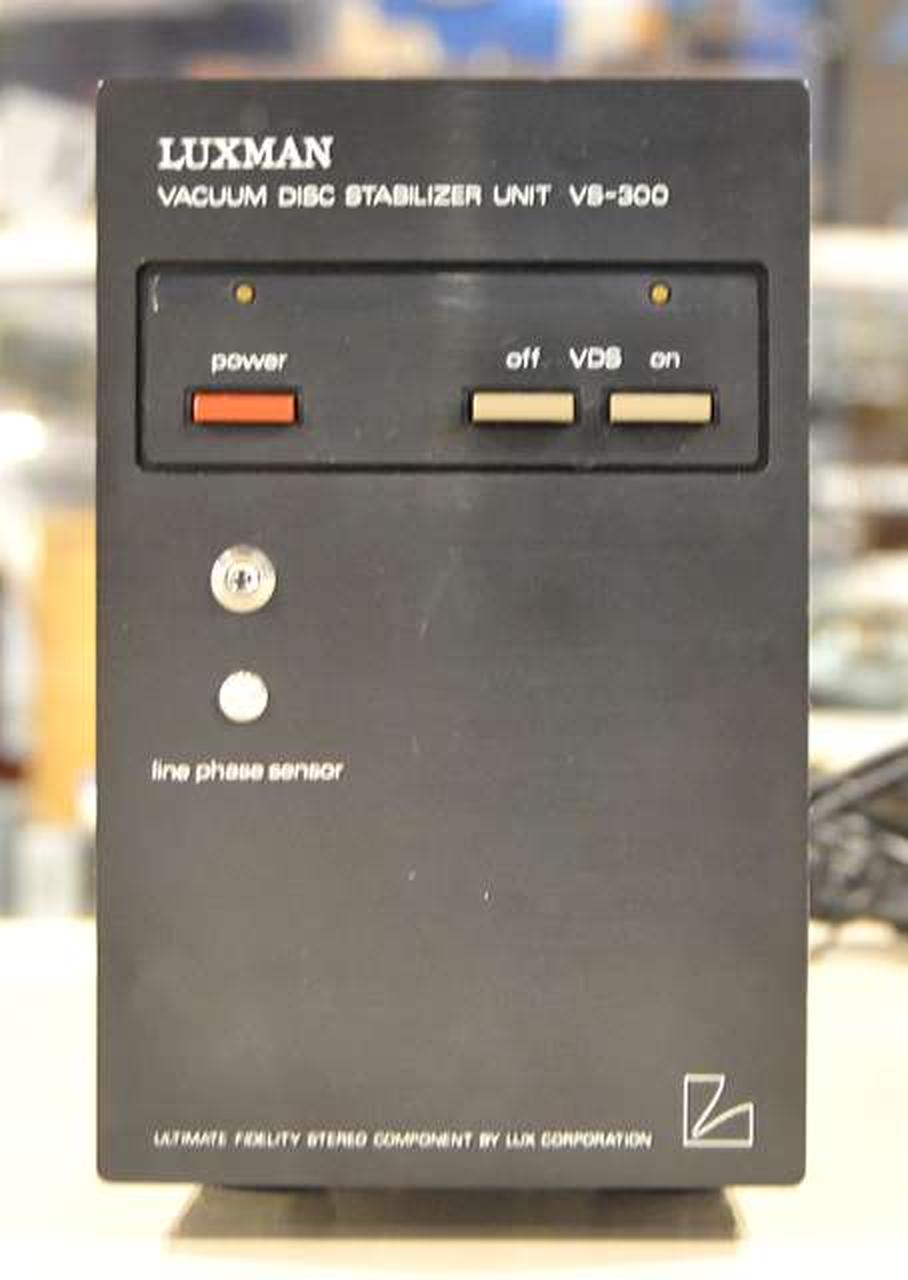 LUXMAN
VACUUM DISC STABILIZER UNIT VS-300
power
off VDS on
line phase sensor
ULTIMATE FIDELITY STEREO COMPONENT BY LUX CORPORATION